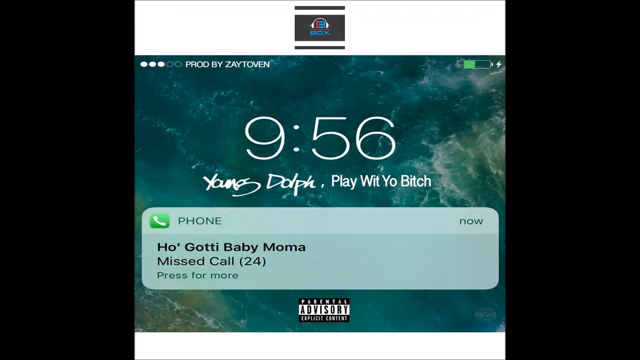 BOX
PROD BY ZAYTOVEN
9:56
Young Dolph, Play Wit Yo Bitch
PHONE now
Ho' Gotti Baby Moma
Missed Call (24)
Press for more
PARENTAL
ADVISORY
EXPLICIT CONTENT